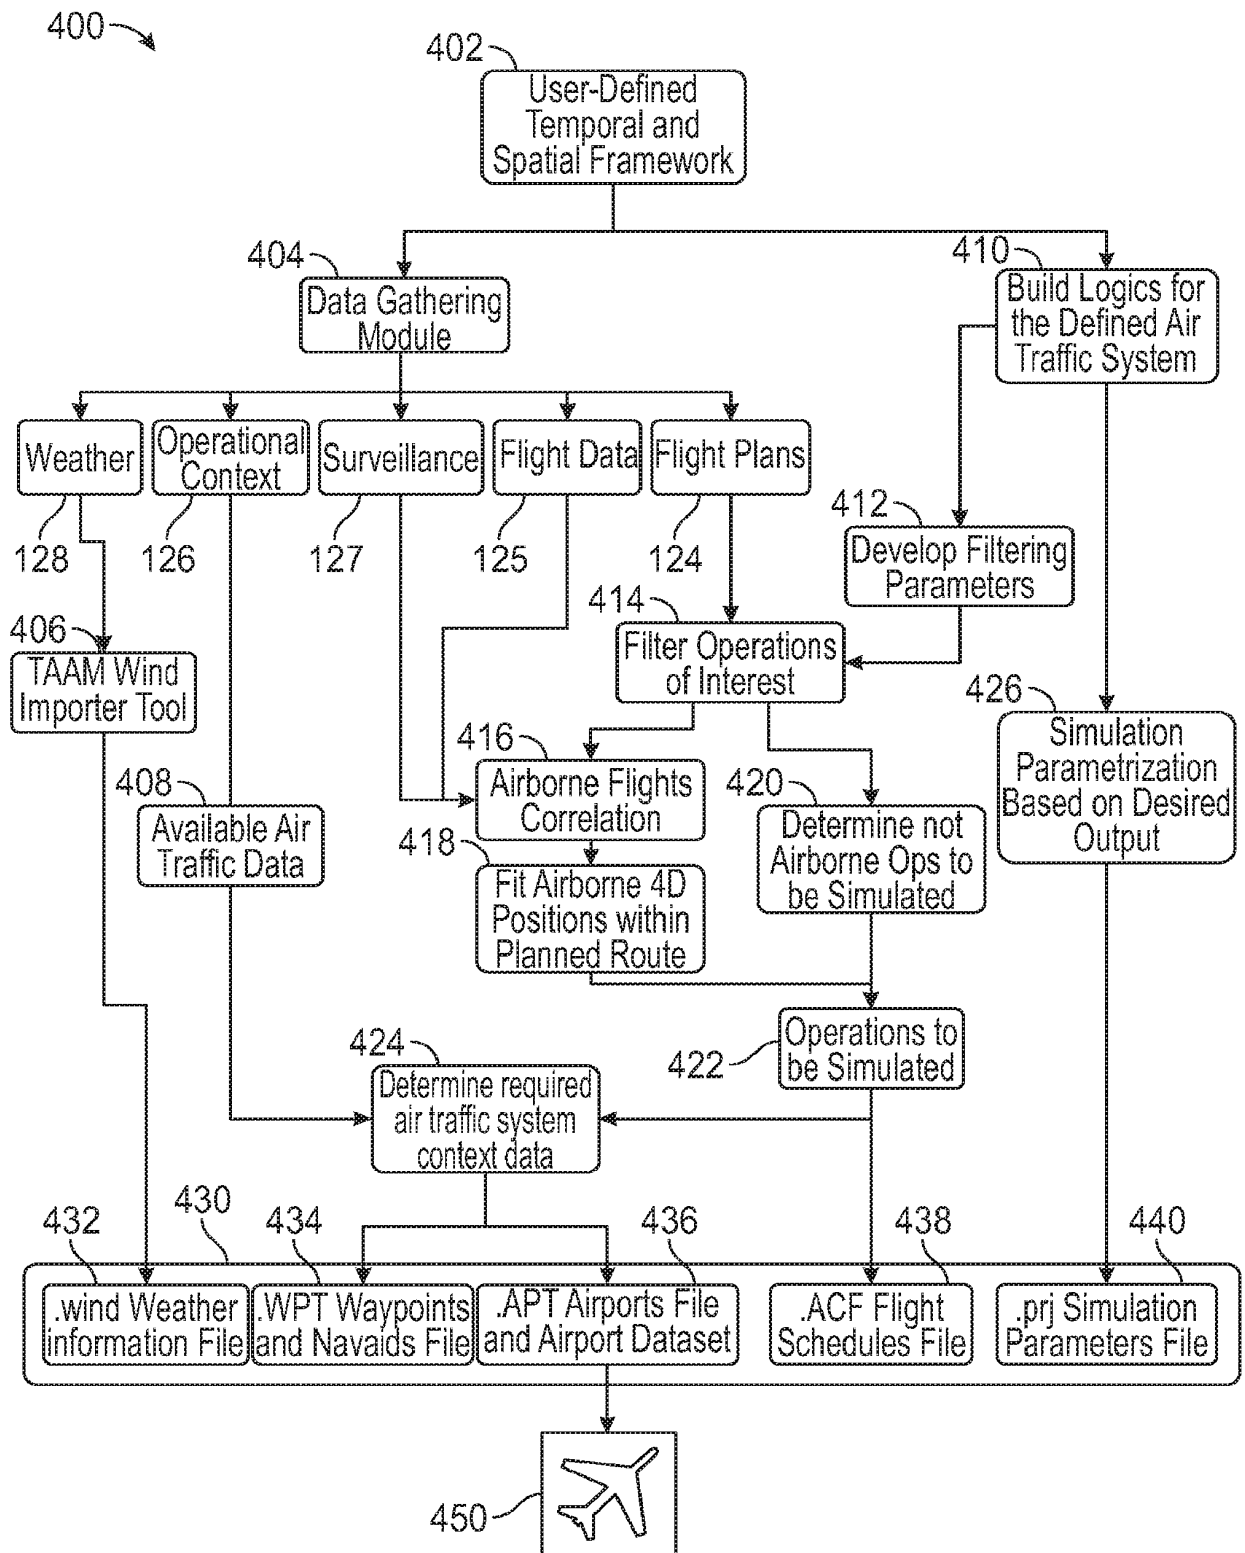 400
402
User-Defined
Temporal and
Spatial Framework
404
Data Gathering
Module
410
Build Logics for
the Defined Air
Traffic System
Weather
Operational
Context
Surveillance
Flight Data
Flight Plans
128
126
127
125
124
412
Develop Filtering
Parameters
414
Filter Operations
of Interest
406
TAAM Wind
Importer Tool
426
Simulation
Parametrization
Based on Desired
Output
416
Airborne Flights
Correlation
408
Available Air
Traffic Data
420
Determine not
Airborne Ops to
be Simulated
418
Fit Airborne 4D
Positions within
Planned Route
422
Operations to
be Simulated
424
Determine required
air traffic system
context data
430
432
.wind Weather
information File
434
.WPT Waypoints
and Navaids File
436
.APT Airports File
and Airport Dataset
438
.ACF Flight
Schedules File
440
.prj Simulation
Parameters File
450